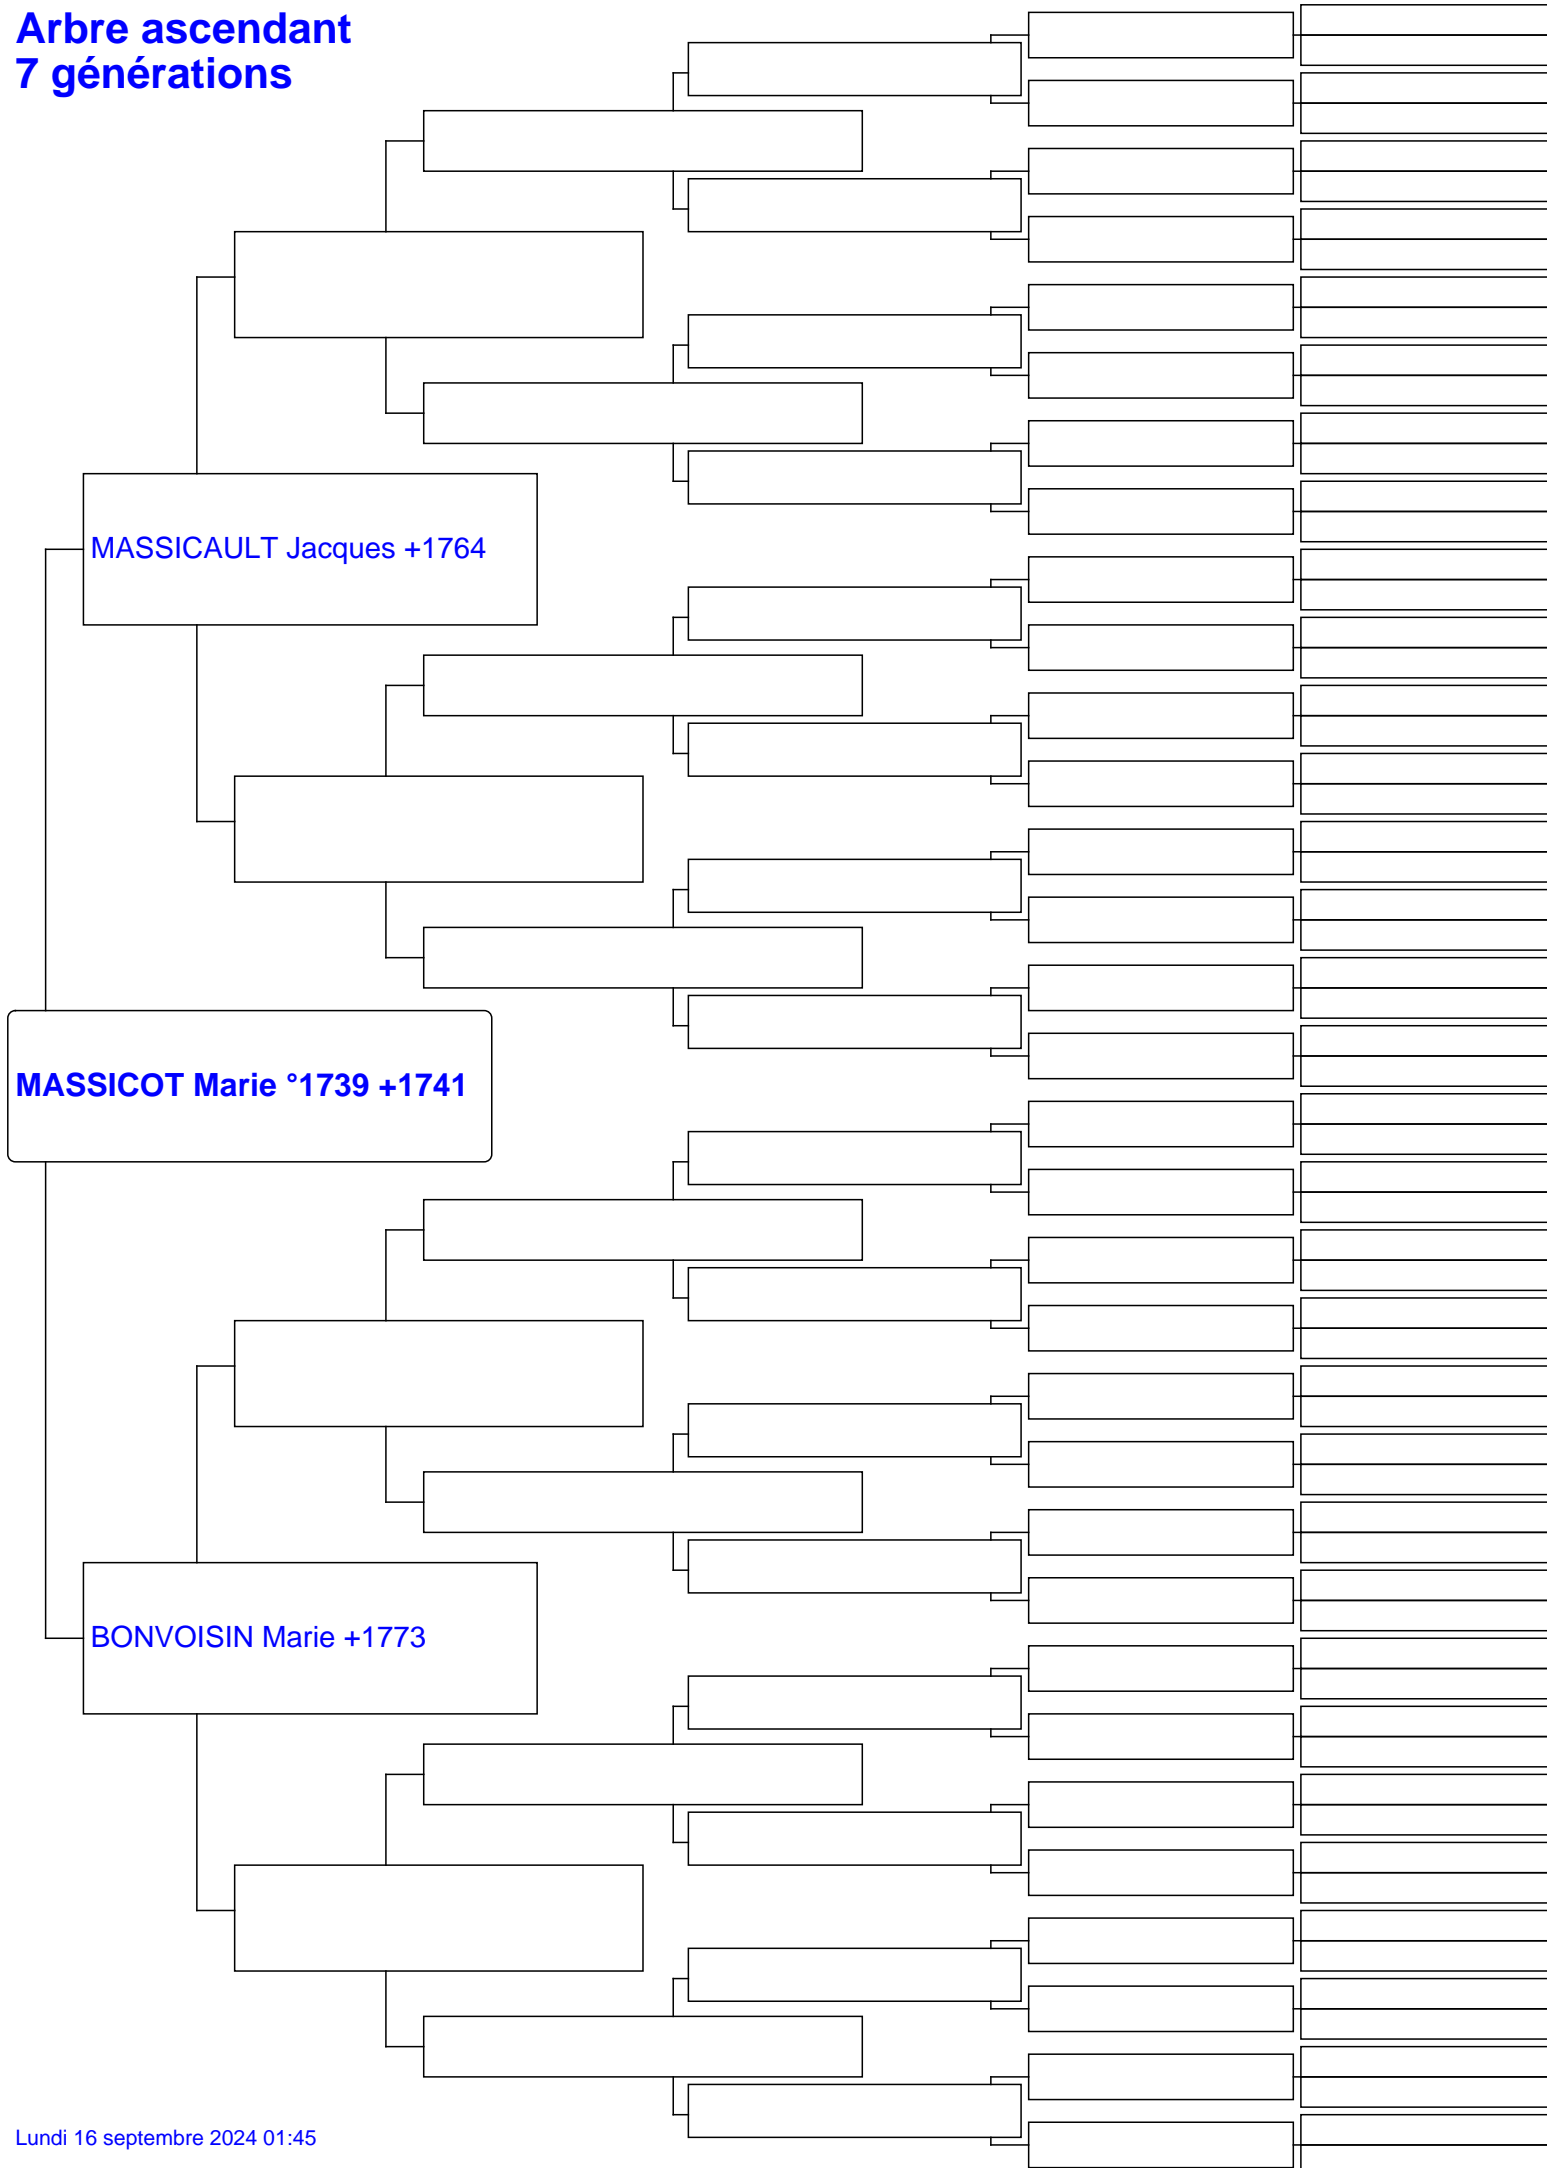 Arbre ascendant
7 générations
MASSICAULT Jacques +1764
MASSICOT Marie °1739 +1741
BONVOISIN Marie +1773
Lundi 16 septembre 2024 01:45